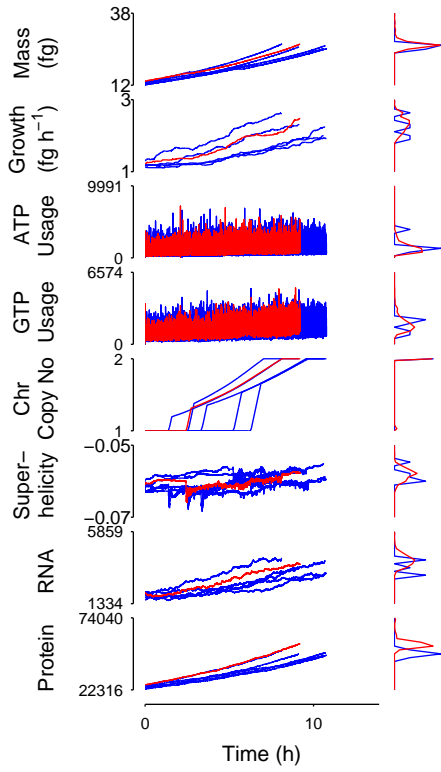 38
Mass
(fg)
12
3
Growth
(fg h⁻¹)
1
9991
ATP
Usage
0
6574
GTP
Usage
0
2
Chr
Copy No
1
−0.05
Super−
helicity
−0.07
5859
RNA
1334
74040
Protein
22316
0 10
Time (h)